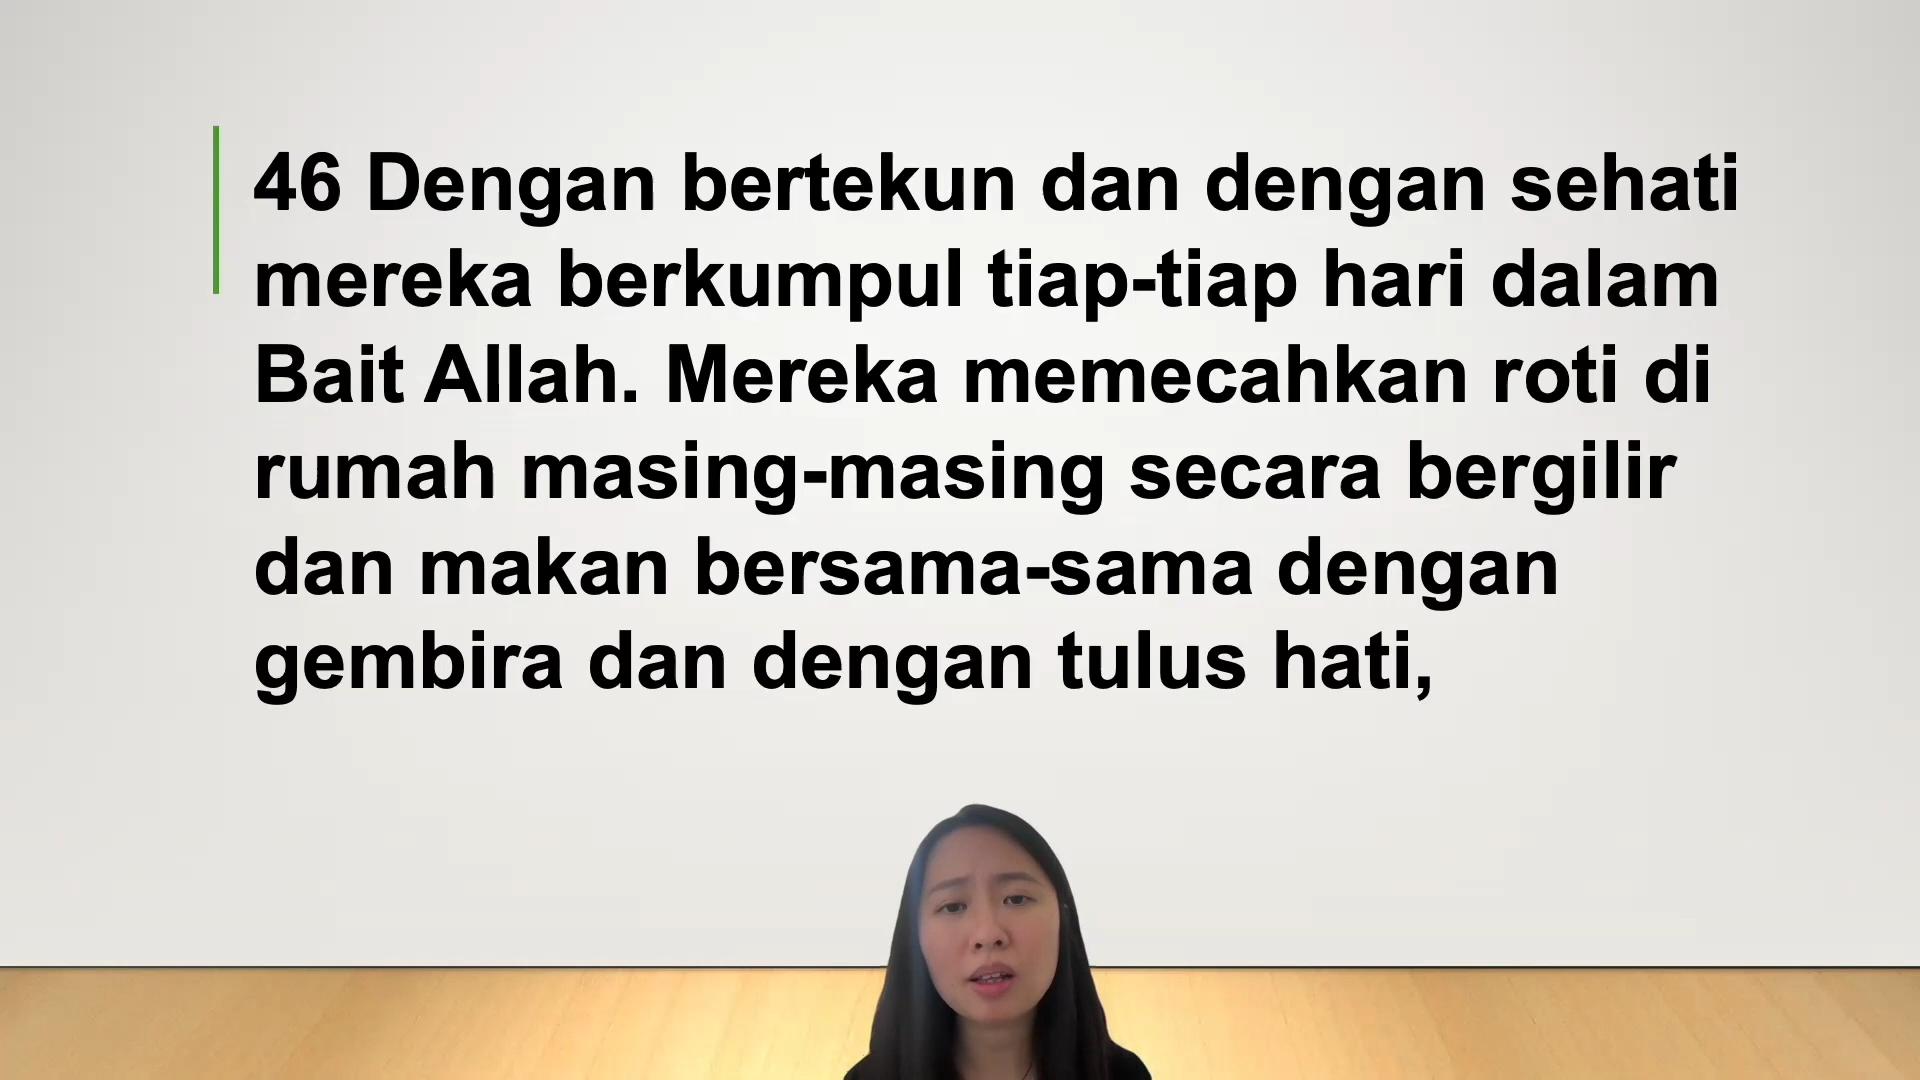 46 Dengan bertekun dan dengan sehati
mereka berkumpul tiap-tiap hari dalam
Bait Allah. Mereka memecahkan roti di
rumah masing-masing secara bergilir
dan makan bersama-sama dengan
gembira dan dengan tulus hati,